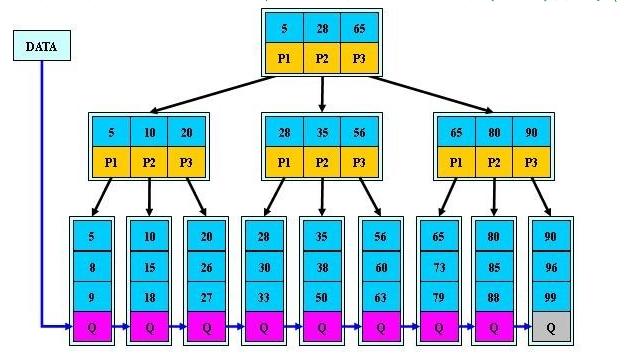 5 28 65
DATA
P1 P2 P3
5 10 20 28 35 56 65 80 90
P1 P2 P3 P1 P2 P3 P1 P2 P3
5 10 20 28 35 56 65 80 90
8 15 26 30 38 60 73 85 96
9 18 27 33 50 63 79 88 99
Q Q Q Q Q Q Q Q Q